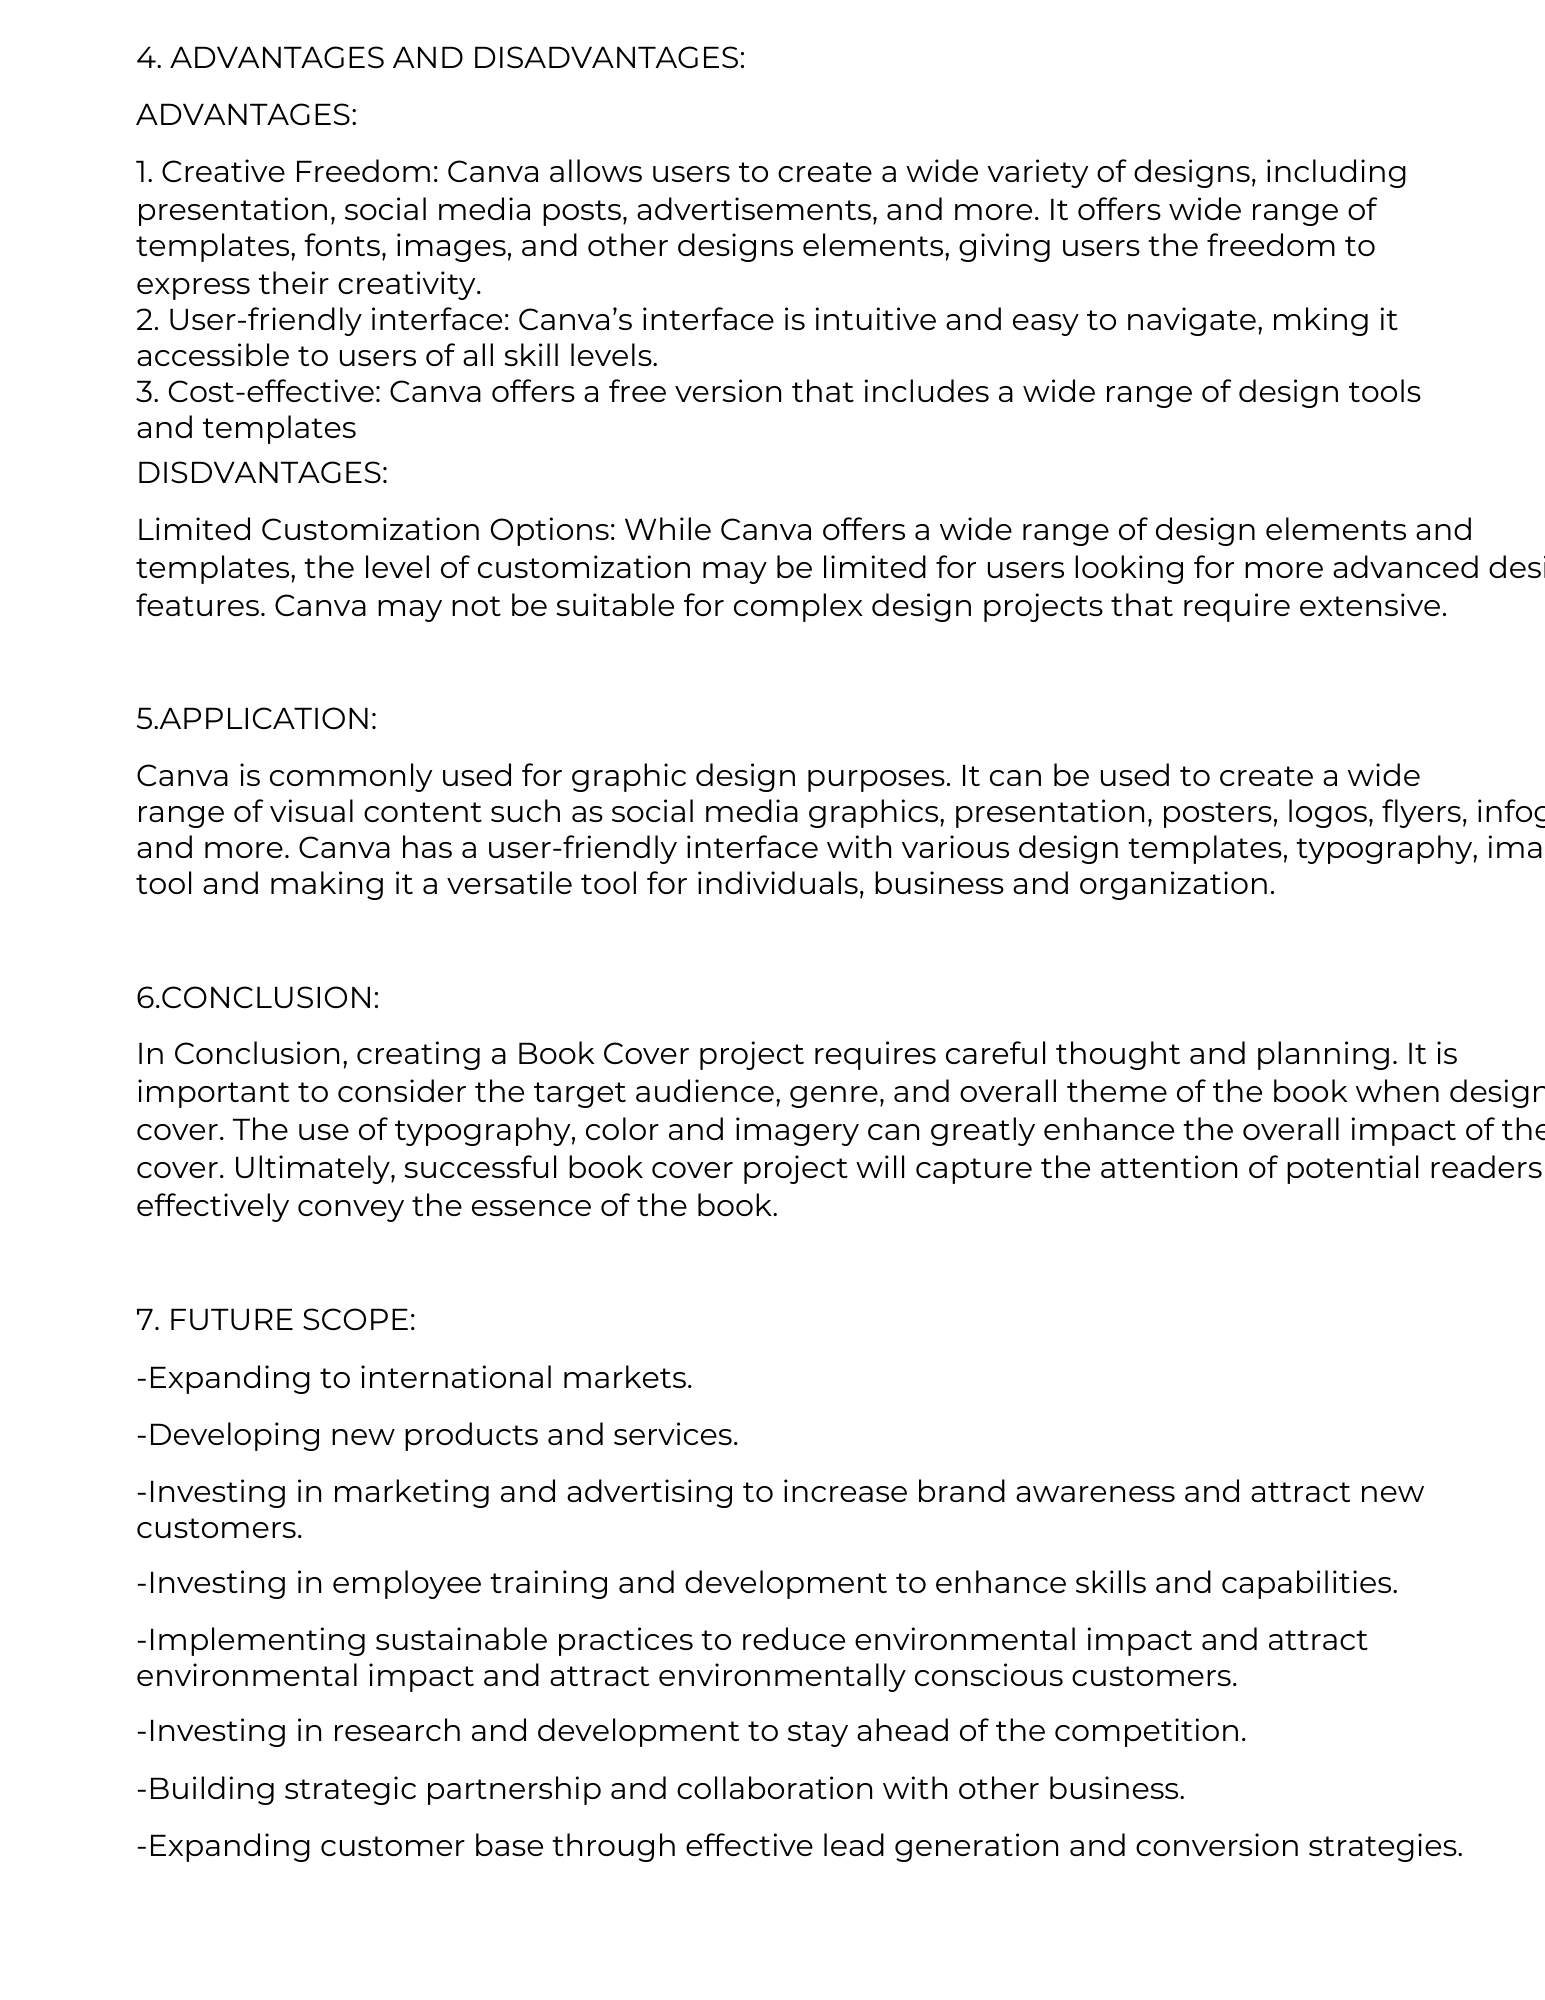 4. ADVANTAGES AND DISADVANTAGES:
ADVANTAGES:
1. Creative Freedom: Canva allows users to create a wide variety of designs, including
presentation, social media posts, advertisements, and more. It offers wide range of
templates, fonts, images, and other designs elements, giving users the freedom to
express their creativity.
2. User-friendly interface: Canva’s interface is intuitive and easy to navigate, mking it
accessible to users of all skill levels.
3. Cost-effective: Canva offers a free version that includes a wide range of design tools
and templates
DISDVANTAGES:
Limited Customization Options: While Canva offers a wide range of design elements and
templates, the level of customization may be limited for users looking for more advanced
features. Canva may not be suitable for complex design projects that require extensive.
5.APPLICATION:
Canva is commonly used for graphic design purposes. It can be used to create a wide
range of visual content such as social media graphics, presentation, posters, logos, flyers,
and more. Canva has a user-friendly interface with various design templates, typography,
tool and making it a versatile tool for individuals, business and organization.
6.CONCLUSION:
In Conclusion, creating a Book Cover project requires careful thought and planning. It is
important to consider the target audience, genre, and overall theme of the book when
cover. The use of typography, color and imagery can greatly enhance the overall impact of the
cover. Ultimately, successful book cover project will capture the attention of potential readers
effectively convey the essence of the book.
7. FUTURE SCOPE:
-Expanding to international markets.
-Developing new products and services.
-Investing in marketing and advertising to increase brand awareness and attract new
customers.
-Investing in employee training and development to enhance skills and capabilities.
-Implementing sustainable practices to reduce environmental impact and attract
environmental impact and attract environmentally conscious customers.
-Investing in research and development to stay ahead of the competition.
-Building strategic partnership and collaboration with other business.
-Expanding customer base through effective lead generation and conversion strategies.